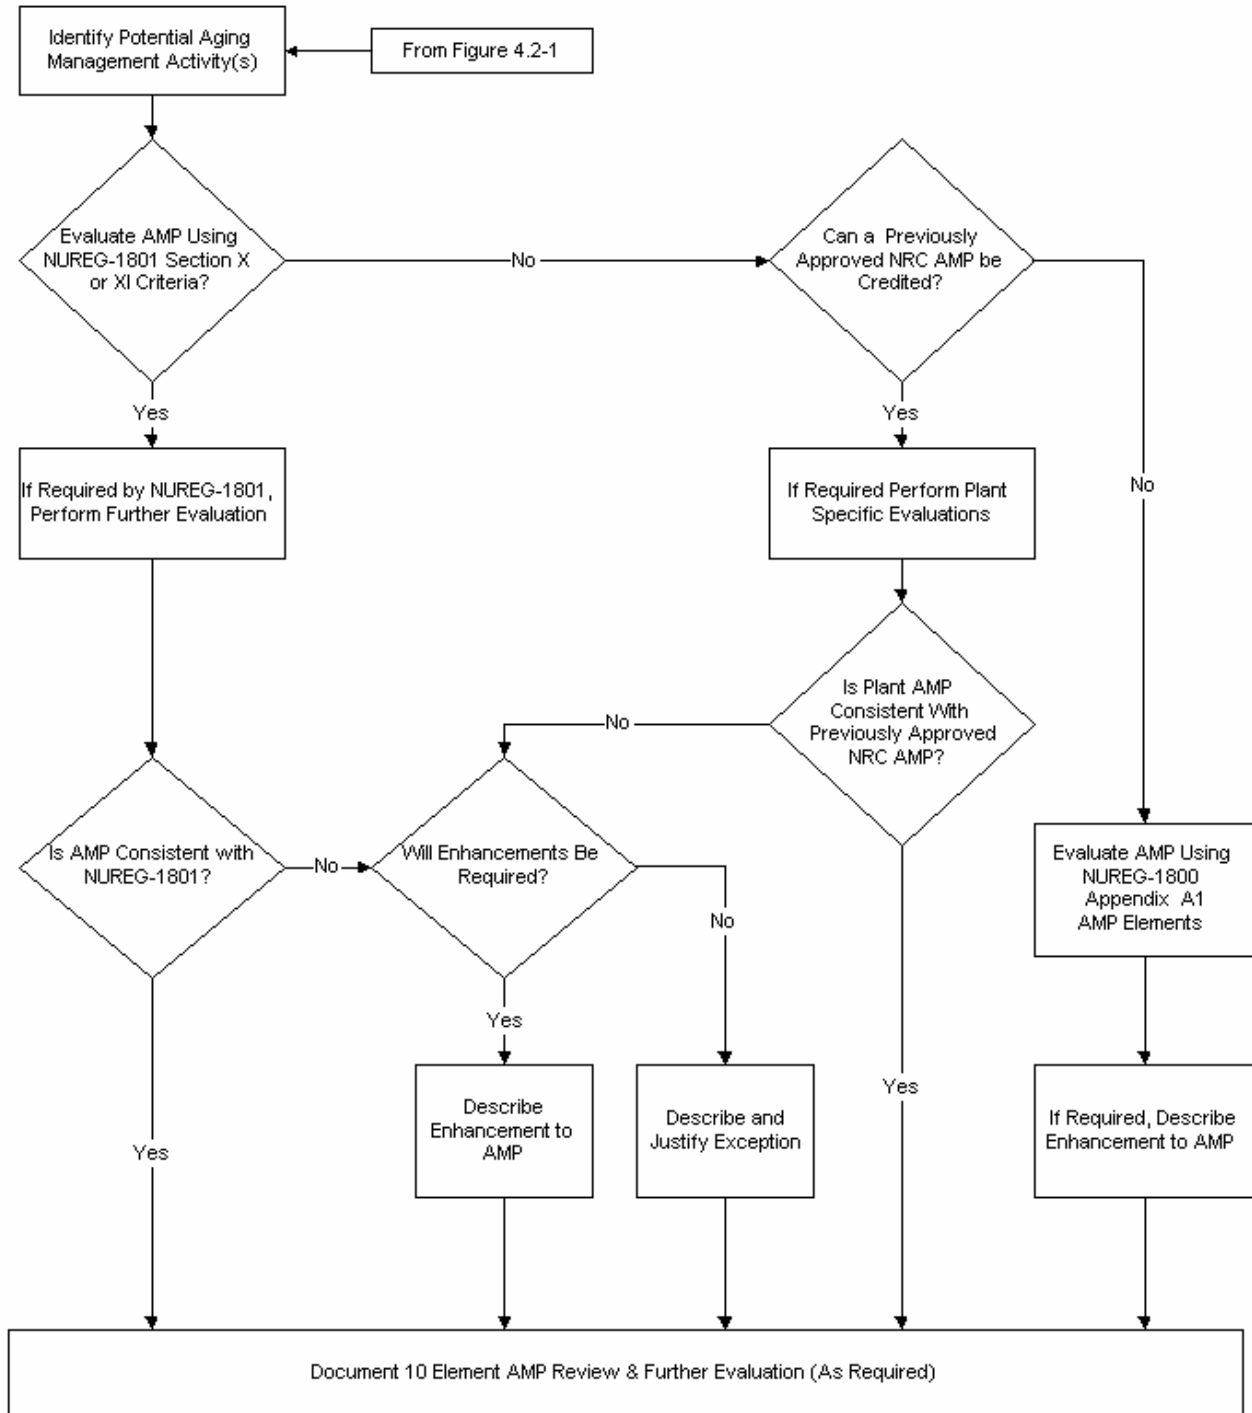 Identify Potential Aging
Management Activity(s)
From Figure 4.2-1
Evaluate AMP Using
NUREG-1801 Section X
or XI Criteria?
No
Can a Previously
Approved NRC AMP be
Credited?
Yes
Yes
No
If Required by NUREG-1801,
Perform Further Evaluation
If Required Perform Plant
Specific Evaluations
Is Plant AMP
Consistent With
Previously Approved
NRC AMP?
No
Is AMP Consistent with
NUREG-1801?
No
Will Enhancements Be
Required?
No
Yes
Evaluate AMP Using
NUREG-1800
Appendix A1
AMP Elements
Yes
Describe
Enhancement to
AMP
Describe and
Justify Exception
Yes
If Required, Describe
Enhancement to AMP
Document 10 Element AMP Review & Further Evaluation (As Required)